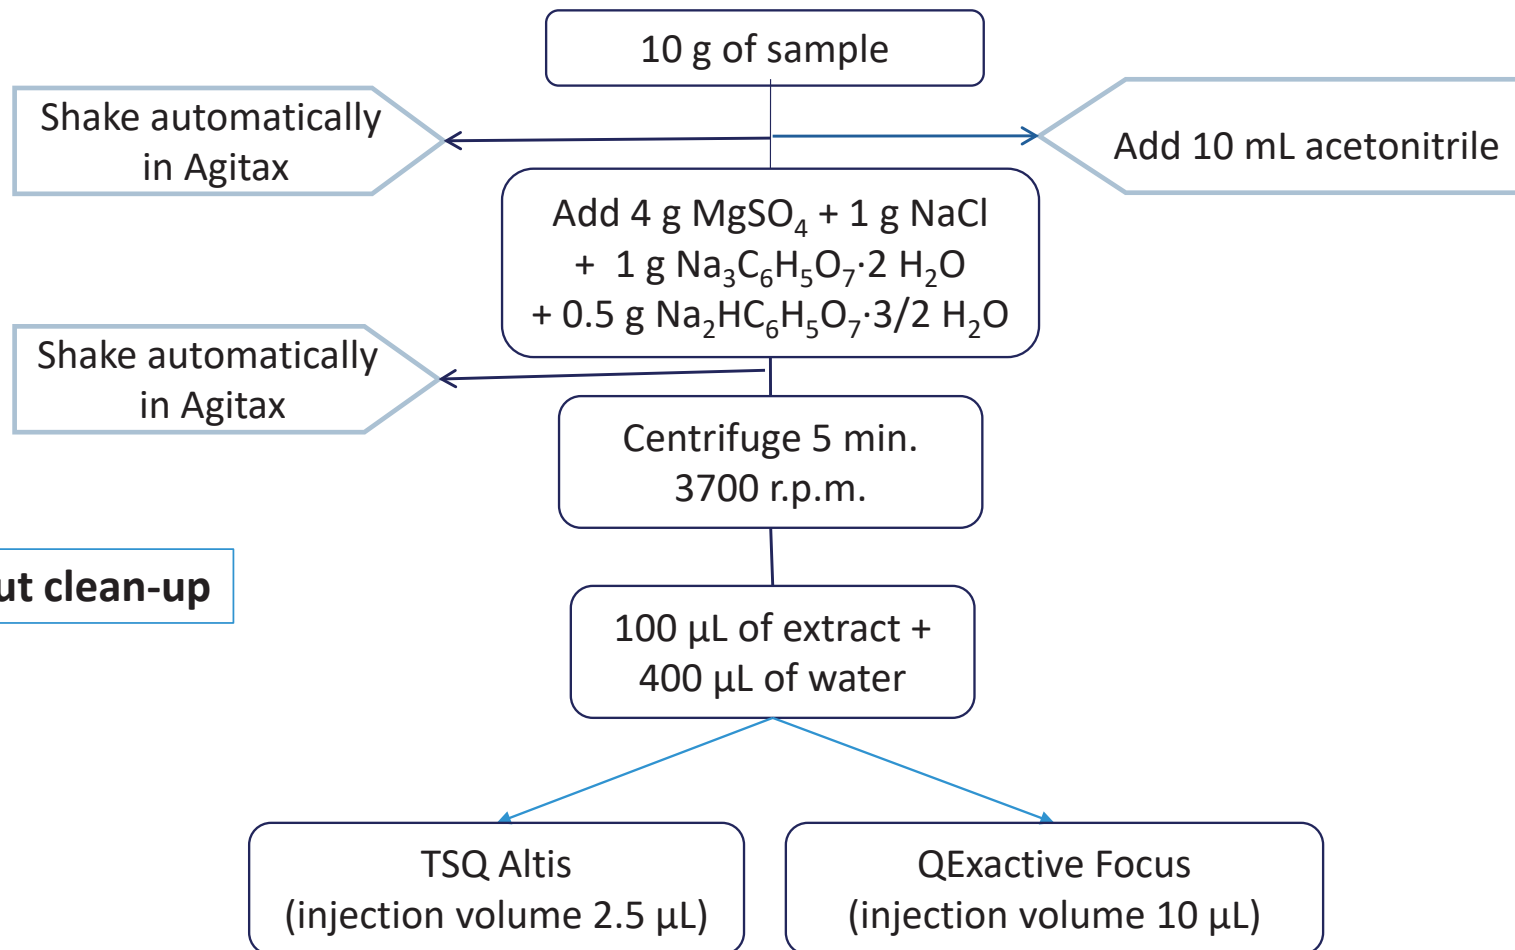 10 g of sample
Shake automatically
in Agitax
Add 10 mL acetonitrile
Add 4 g MgSO₄ + 1 g NaCl
+ 1 g Na₃C₆H₅O₇·2 H₂O
+ 0.5 g Na₂HC₆H₅O₇·3/2 H₂O
Shake automatically
in Agitax
Centrifuge 5 min.
3700 r.p.m.
ut clean-up
100 µL of extract +
400 µL of water
TSQ Altis
(injection volume 2.5 µL)
QExactive Focus
(injection volume 10 µL)